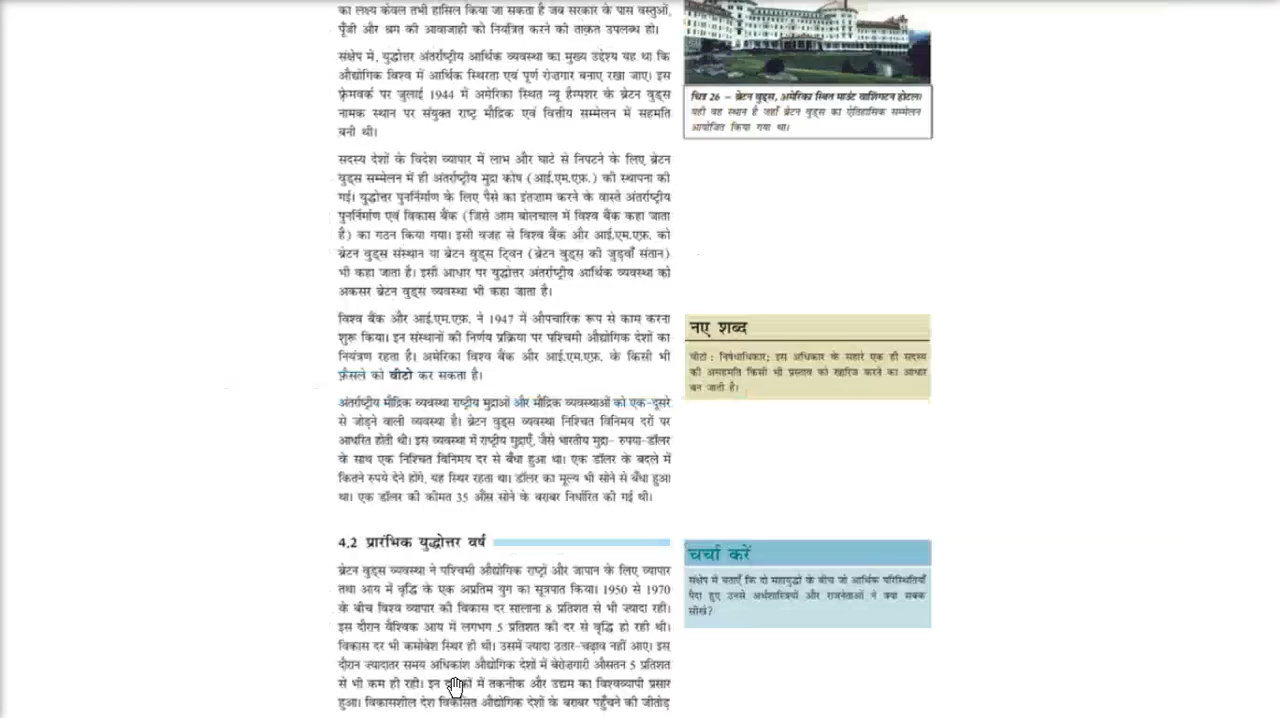 का लक्ष्य केवल तभी हासिल किया जा सकता है जब सरकार के पास वस्तुओं,
पूँजी और श्रम की आवाजाही को नियंत्रित करने की ताक़त उपलब्ध हो।
संक्षेप में, युद्धोत्तर अंतर्राष्ट्रीय आर्थिक व्यवस्था का मुख्य उद्देश्य यह था कि
औद्योगिक विश्व में आर्थिक स्थिरता एवं पूर्ण रोज़गार बनाए रखा जाए। इस
फ़्रेमवर्क पर जुलाई 1944 में अमेरिका स्थित न्यू हैम्पशर के ब्रेटन वुड्स
नामक स्थान पर संयुक्त राष्ट्र मौद्रिक एवं वित्तीय सम्मेलन में सहमति
बनी थी।
सदस्य देशों के विदेश व्यापार में लाभ और घाटे से निपटने के लिए ब्रेटन
वुड्स सम्मेलन में ही अंतर्राष्ट्रीय मुद्रा कोष (आई.एम.एफ़.) की स्थापना की
गई। युद्धोत्तर पुनर्निर्माण के लिए पैसे का इंतज़ाम करने के वास्ते अंतर्राष्ट्रीय
पुनर्निर्माण एवं विकास बैंक (जिसे आम बोलचाल में विश्व बैंक कहा जाता
है) का गठन किया गया। इसी वजह से विश्व बैंक और आई.एम.एफ़. को
ब्रेटन वुड्स संस्थान या ब्रेटन वुड्स ट्विन (ब्रेटन वुड्स की जुड़वाँ संतान)
भी कहा जाता है। इसी आधार पर युद्धोत्तर अंतर्राष्ट्रीय आर्थिक व्यवस्था को
अकसर ब्रेटन वुड्स व्यवस्था भी कहा जाता है।
विश्व बैंक और आई.एम.एफ़. ने 1947 में औपचारिक रूप से काम करना
शुरू किया। इन संस्थानों की निर्णय प्रक्रिया पर पश्चिमी औद्योगिक देशों का
नियंत्रण रहता है। अमेरिका विश्व बैंक और आई.एम.एफ़. के किसी भी
फ़ैसले को वीटो कर सकता है।
अंतर्राष्ट्रीय मौद्रिक व्यवस्था राष्ट्रीय मुद्राओं और मौद्रिक व्यवस्थाओं को एक-दूसरे
से जोड़ने वाली व्यवस्था है। ब्रेटन वुड्स व्यवस्था निश्चित विनिमय दरों पर
आधारित होती थी। इस व्यवस्था में राष्ट्रीय मुद्राएँ, जैसे भारतीय मुद्रा- रुपया-डॉलर
के साथ एक निश्चित विनिमय दर से बँधा हुआ था। एक डॉलर के बदले में
कितने रुपये देने होंगे, यह स्थिर रहता था। डॉलर का मूल्य भी सोने से बँधा हुआ
था। एक डॉलर की कीमत 35 औंस सोने के बराबर निर्धारित की गई थी।
4.2 प्रारंभिक युद्धोत्तर वर्ष
ब्रेटन वुड्स व्यवस्था ने पश्चिमी औद्योगिक राष्ट्रों और जापान के लिए व्यापार
तथा आय में वृद्धि के एक अप्रतिम युग का सूत्रपात किया। 1950 से 1970
के बीच विश्व व्यापार की विकास दर सालाना 8 प्रतिशत से भी ज्यादा रही।
इस दौरान वैश्विक आय में लगभग 5 प्रतिशत की दर से वृद्धि हो रही थी।
विकास दर भी कमोबेश स्थिर ही थी। उसमें ज्यादा उतार-चढ़ाव नहीं आए। इस
दौरान ज्यादातर समय अधिकांश औद्योगिक देशों में बेरोज़गारी औसतन 5 प्रतिशत
से भी कम ही रही। इन में तकनीक और उद्यम का विश्वव्यापी प्रसार
हुआ। विकासशील देश विकसित औद्योगिक देशों के बराबर पहुँचने की जीतोड़
चित्र 26 – ब्रेटन वुड्स, अमेरिका स्थित माउंट वाशिंगटन होटल।
यही वह स्थान है जहाँ ब्रेटन वुड्स का ऐतिहासिक सम्मेलन
आयोजित किया गया था।
नए शब्द
वीटो : निषेधाधिकार; इस अधिकार के सहारे एक ही सदस्य
की असहमति किसी भी प्रस्ताव को खारिज करने का आधार
बन जाती है।
चर्चा करें
संक्षेप में बताएँ कि दो महायुद्धों के बीच जो आर्थिक परिस्थितियाँ
पैदा हुई उनसे अर्थशास्त्रियों और राजनेताओं ने क्या सबक
सीखे?